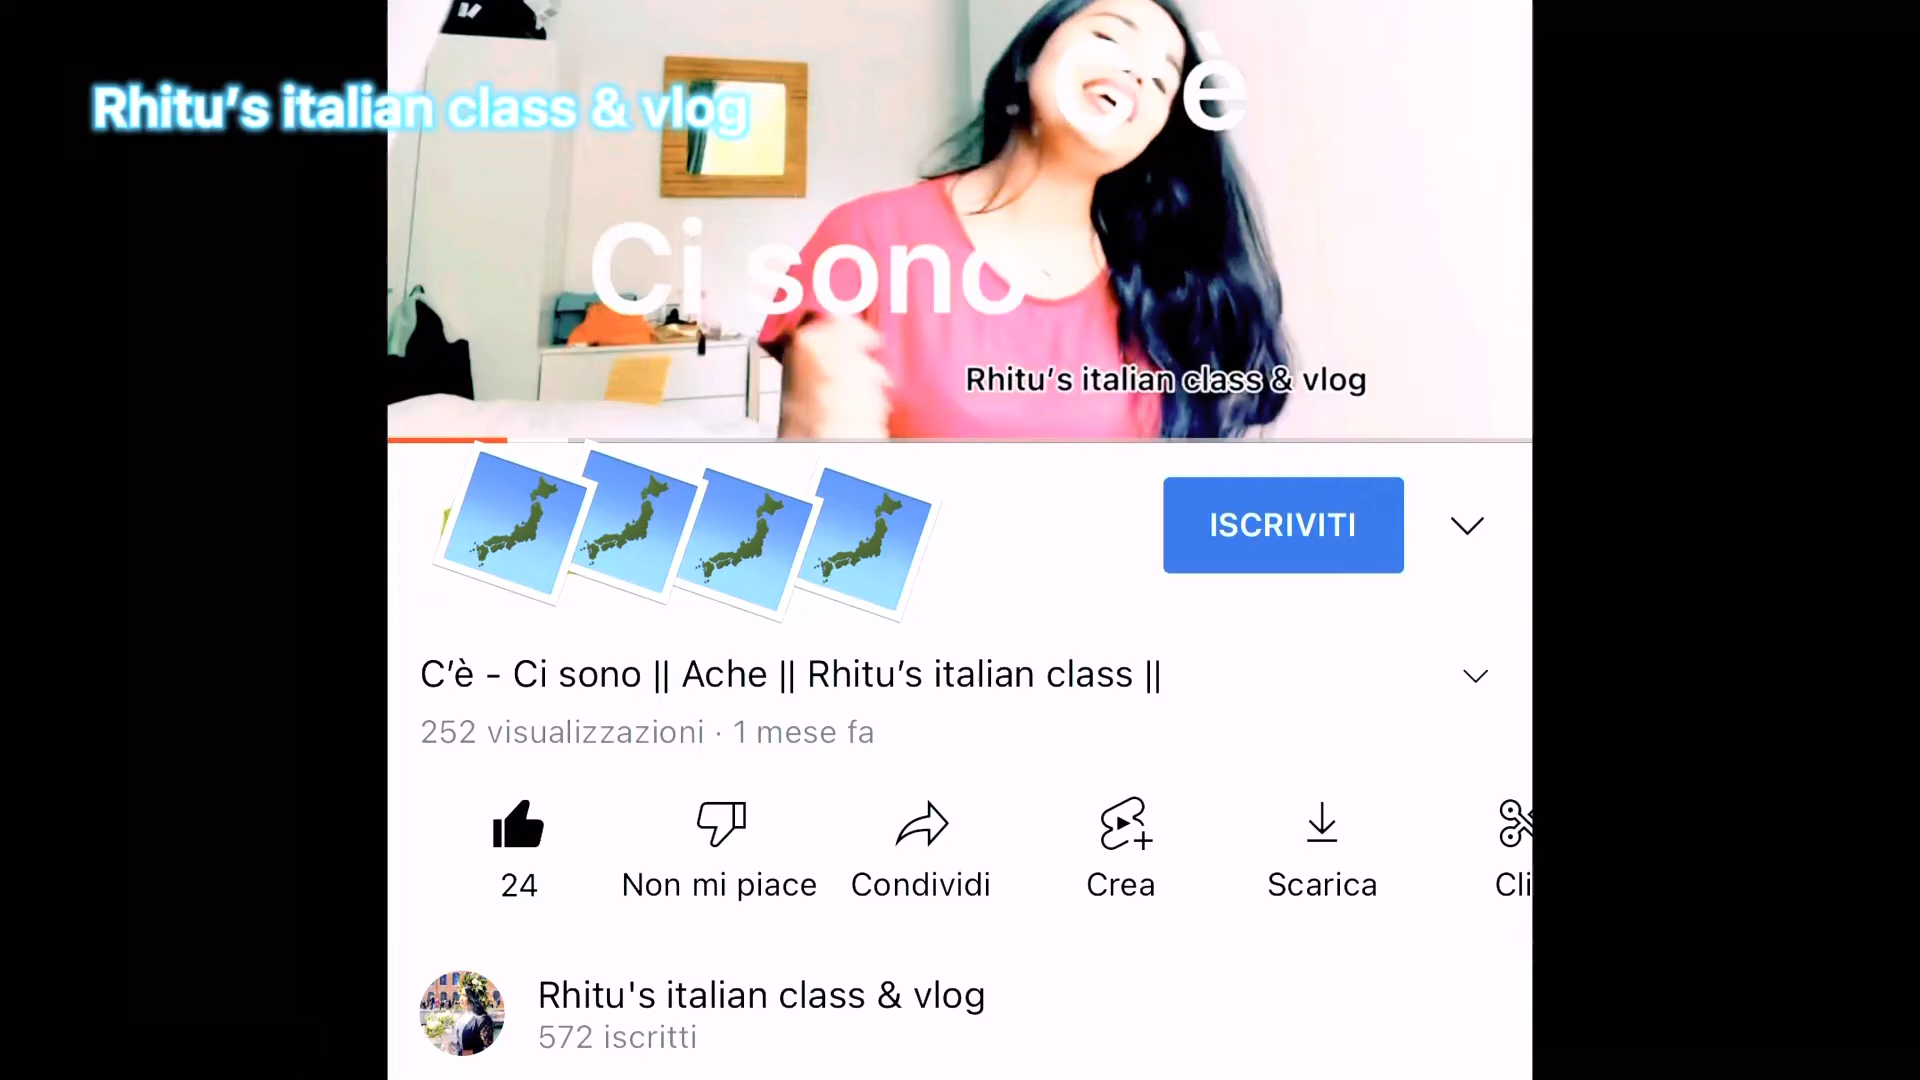 Rhitu’s italian class & vlog
C’è
Ci sono
Rhitu’s italian class & vlog
ISCRIVITI
C’è - Ci sono || Ache || Rhitu’s italian class ||
252 visualizzazioni · 1 mese fa
24 Non mi piace Condividi Crea Scarica
Rhitu's italian class & vlog
572 iscritti